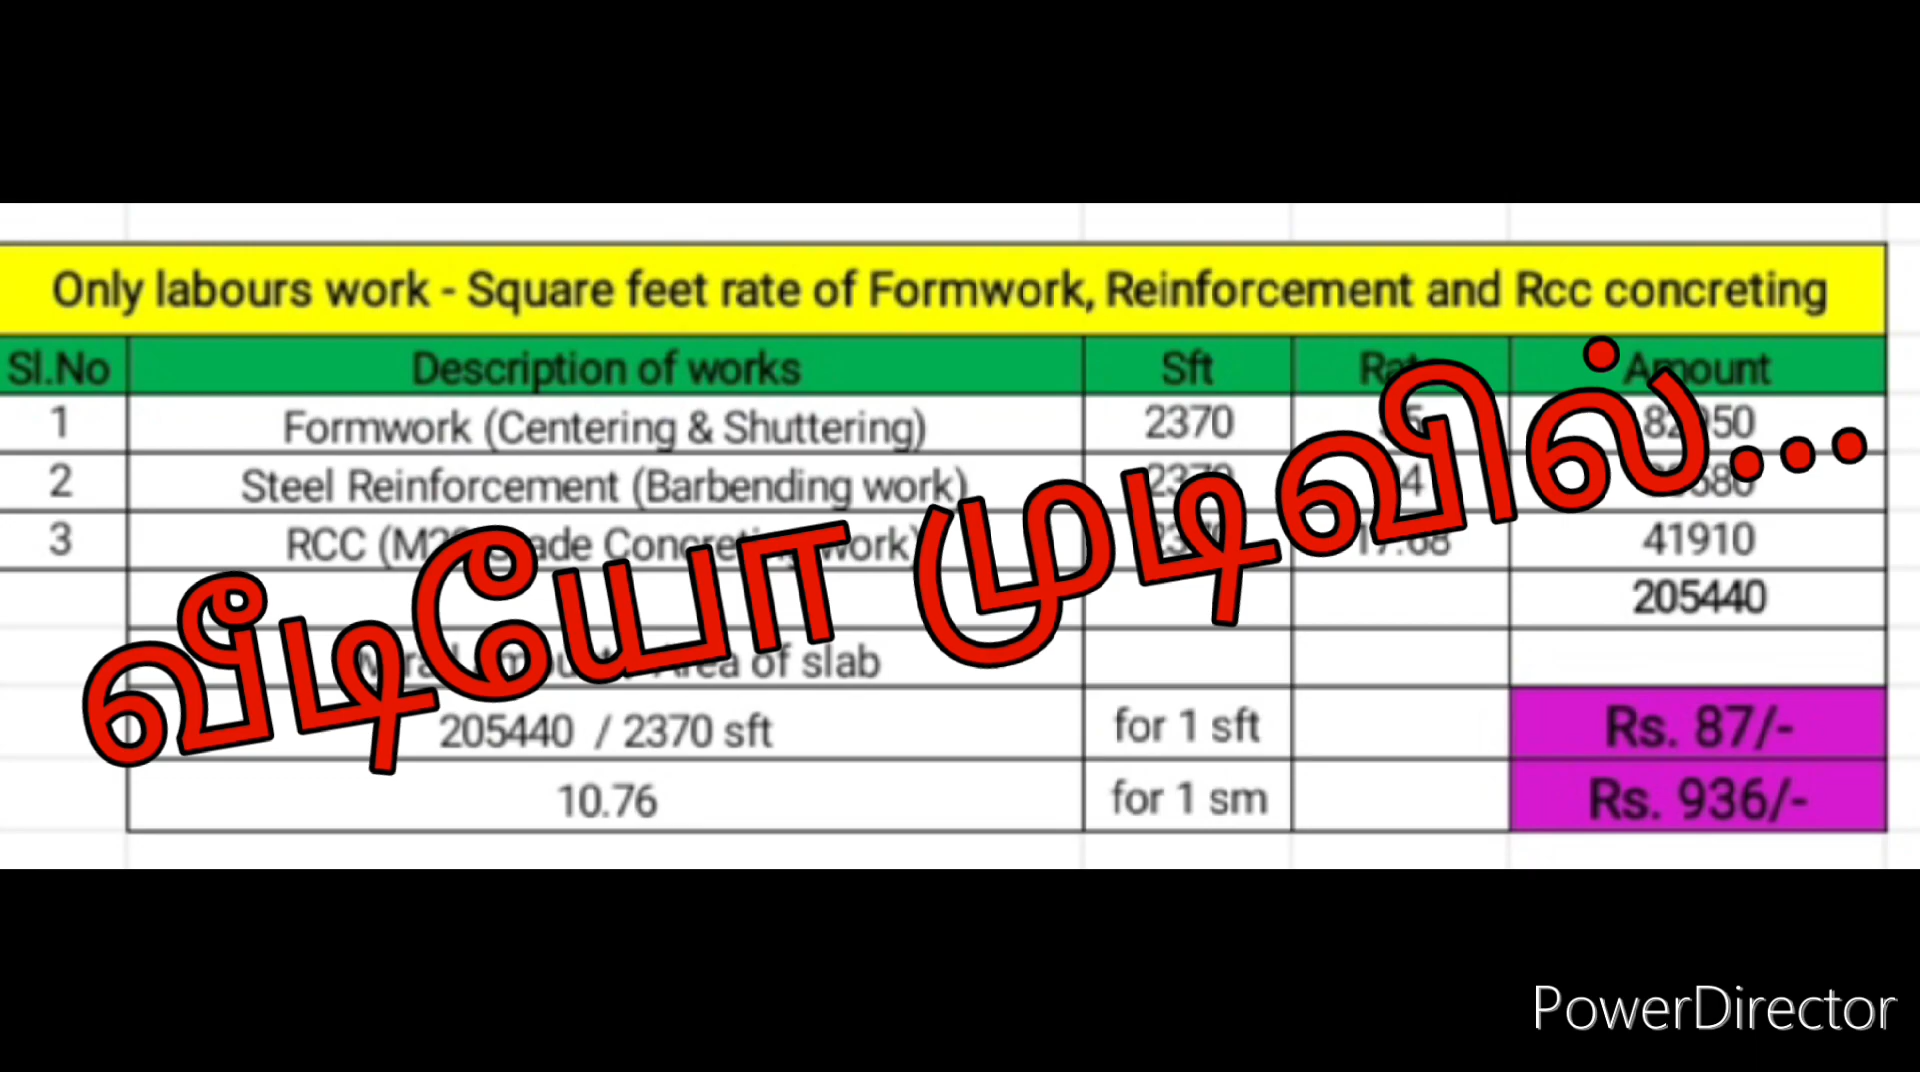 Only labours work - Square feet rate of Formwork, Reinforcement and Rcc concreting
Sl.No Description of works Sft Amount
1 Formwork (Centering & Shuttering) 2370
2 Steel Reinforcement (Barbending work)
3 RCC 41910
205440
of slab
205440 / 2370 sft for 1 sft Rs. 87/-
10.76 for 1 sm Rs. 936/-
வீடியோ முடிவில்...
PowerDirector